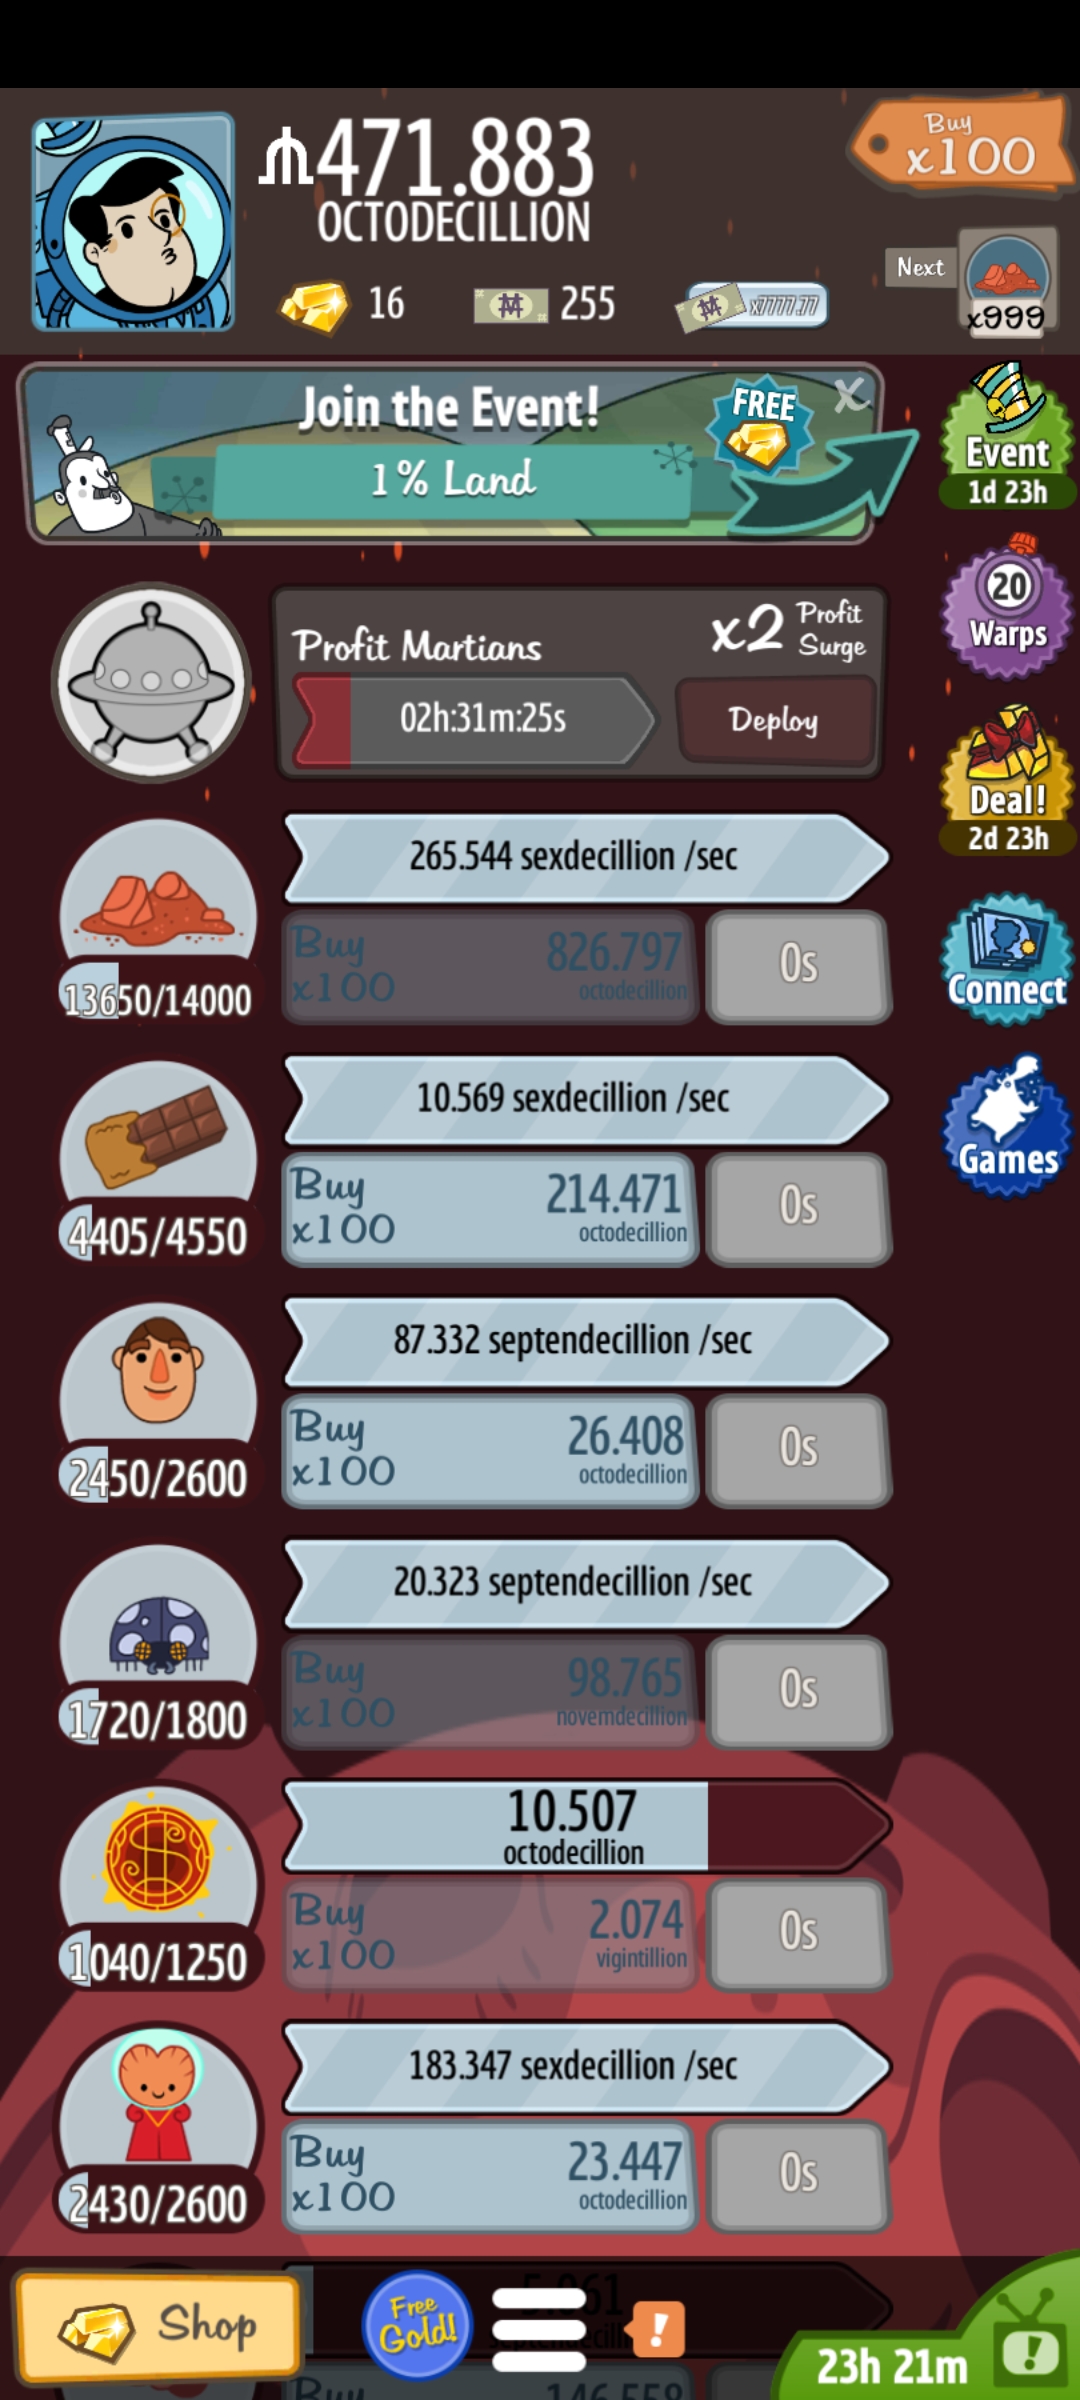 471.883
OCTODECILLION
16
255
x7777.77
Buy
x100
Next
x999
Join the Event!
1% Land
FREE
X
Event
1d 23h
20
Warps
Deal!
2d 23h
Connect
Games
Profit Martians
x2 Profit Surge
02h:31m:25s
Deploy
265.544 sexdecillion /sec
Buy
x100
826.797
octodecillion
0s
13650/14000
10.569 sexdecillion /sec
Buy
x100
214.471
octodecillion
0s
4405/4550
87.332 septendecillion /sec
Buy
x100
26.408
octodecillion
0s
2450/2600
20.323 septendecillion /sec
Buy
x100
98.765
novemdecillion
0s
1720/1800
10.507
octodecillion
Buy
x100
2.074
vigintillion
0s
1040/1250
183.347 sexdecillion /sec
Buy
x100
23.447
octodecillion
0s
2430/2600
Shop
Free
Gold!
!
23h 21m
!
Buy
146.558